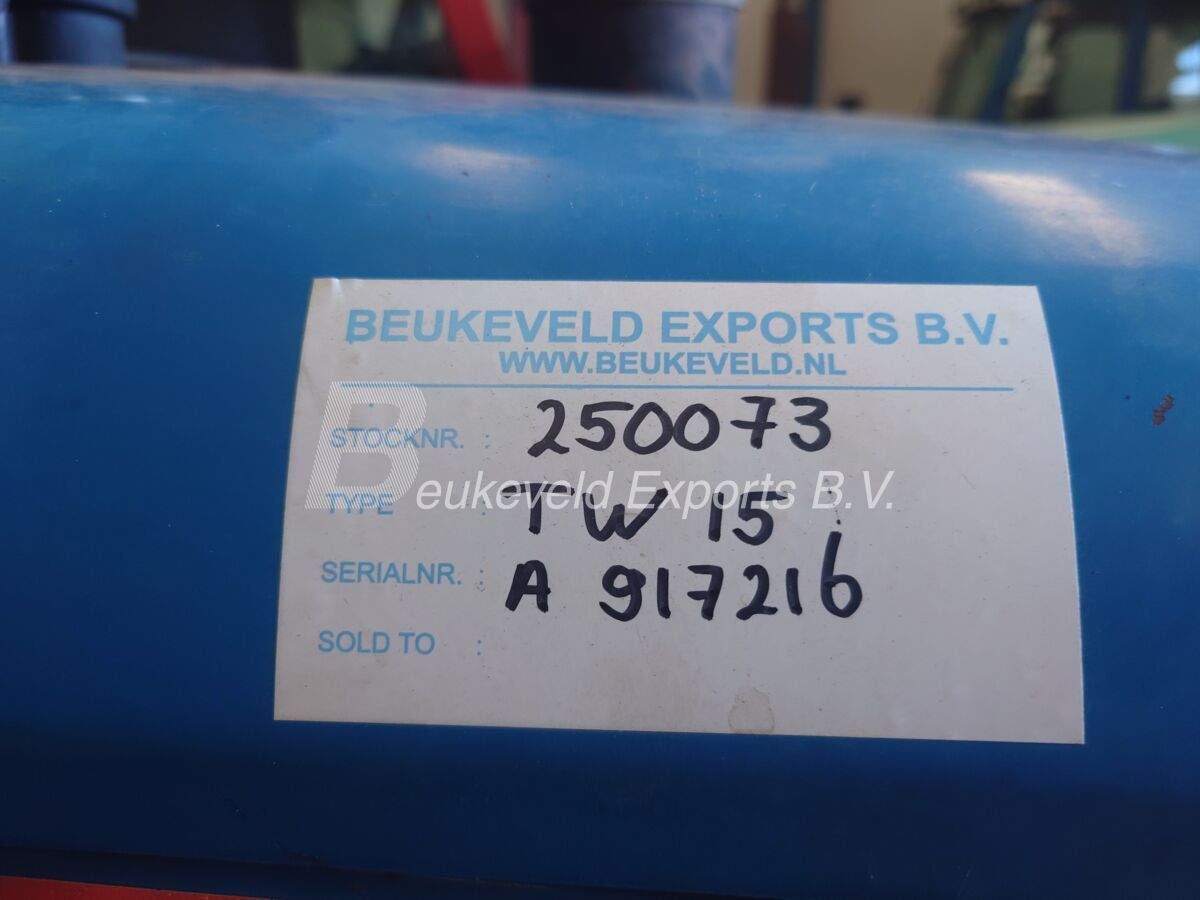 BEUKEVELD EXPORTS B.V.
WWW.BEUKEVELD.NL
STOCKNR. : 250073
Beukeveld Exports B.V.
TYPE : TW 15
SERIALNR. : A 917216
SOLD TO :